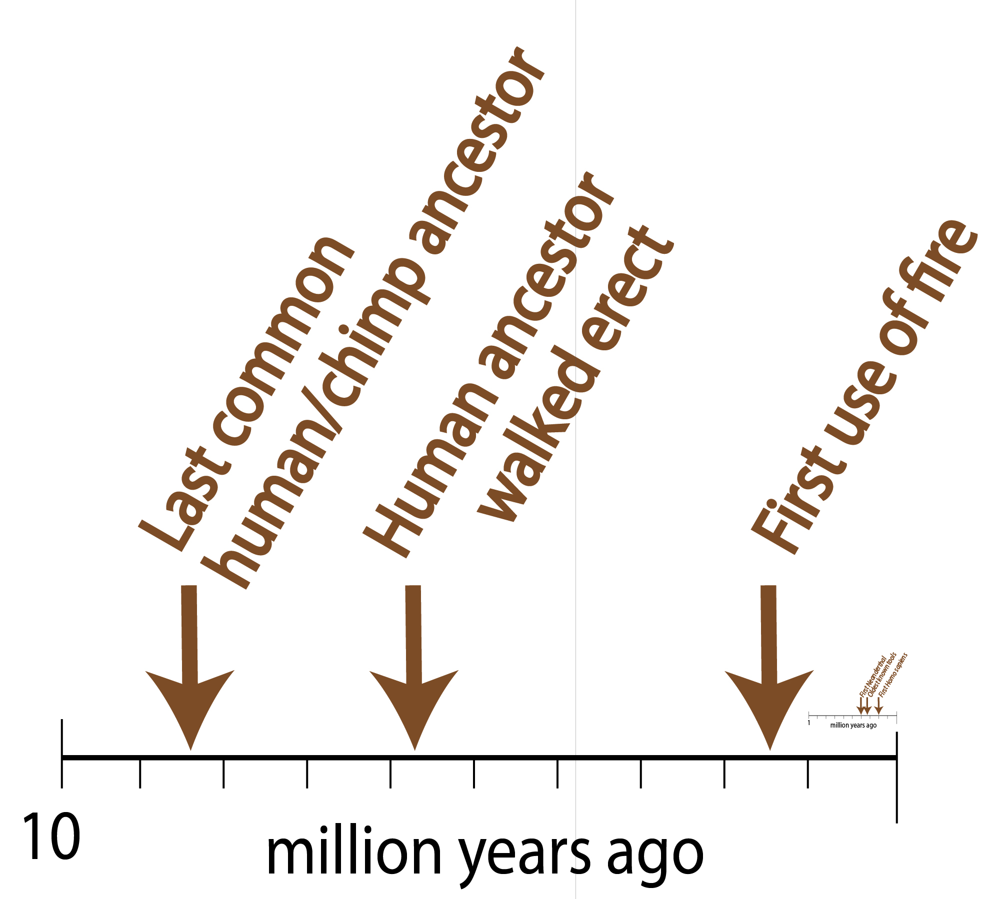 Last common
human/chimp ancestor
Human ancestor
walked erect
First use of fire
First Neanderthal
Oldest known tools
First Homo sapiens
1
million years ago
10
million years ago